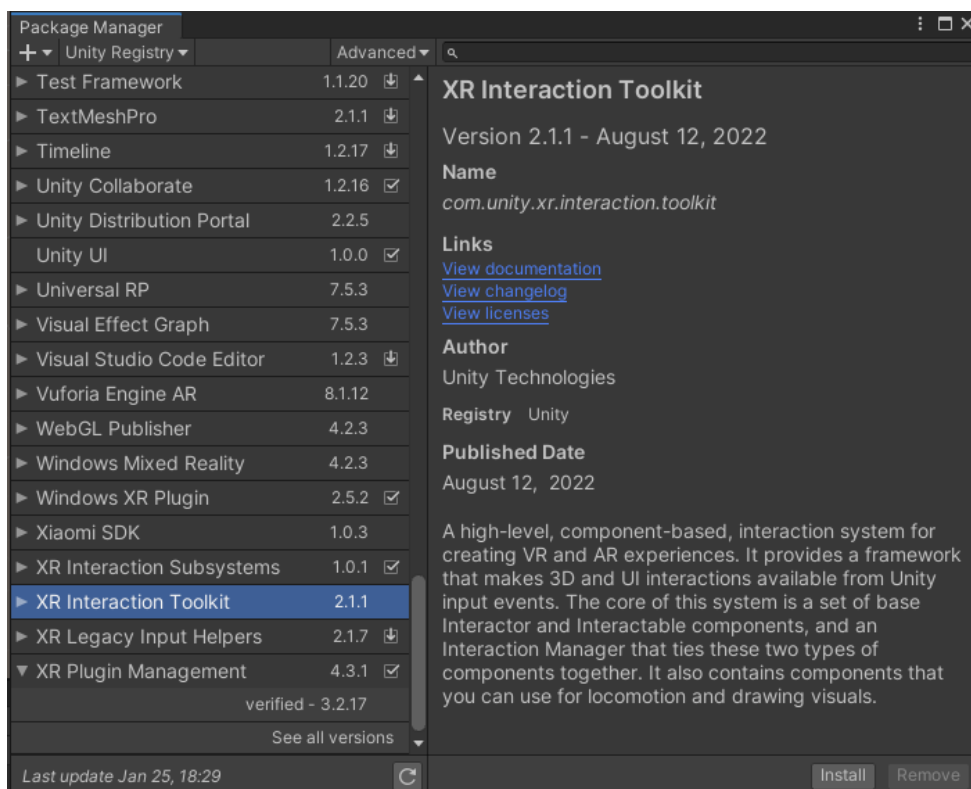 Package Manager
+ Unity Registry Advanced
Test Framework 1.1.20
TextMeshPro 2.1.1
Timeline 1.2.17
Unity Collaborate 1.2.16
Unity Distribution Portal 2.2.5
Unity UI 1.0.0
Universal RP 7.5.3
Visual Effect Graph 7.5.3
Visual Studio Code Editor 1.2.3
Vuforia Engine AR 8.1.12
WebGL Publisher 4.2.3
Windows Mixed Reality 4.2.3
Windows XR Plugin 2.5.2
Xiaomi SDK 1.0.3
XR Interaction Subsystems 1.0.1
XR Interaction Toolkit 2.1.1
XR Legacy Input Helpers 2.1.7
XR Plugin Management 4.3.1
verified - 3.2.17
See all versions
Last update Jan 25, 18:29
XR Interaction Toolkit
Version 2.1.1 - August 12, 2022
Name
com.unity.xr.interaction.toolkit
Links
View documentation
View changelog
View licenses
Author
Unity Technologies
Registry Unity
Published Date
August 12, 2022
A high-level, component-based, interaction system for
creating VR and AR experiences. It provides a framework
that makes 3D and UI interactions available from Unity
input events. The core of this system is a set of base
Interactor and Interactable components, and an
Interaction Manager that ties these two types of
components together. It also contains components that
you can use for locomotion and drawing visuals.
Install Remove